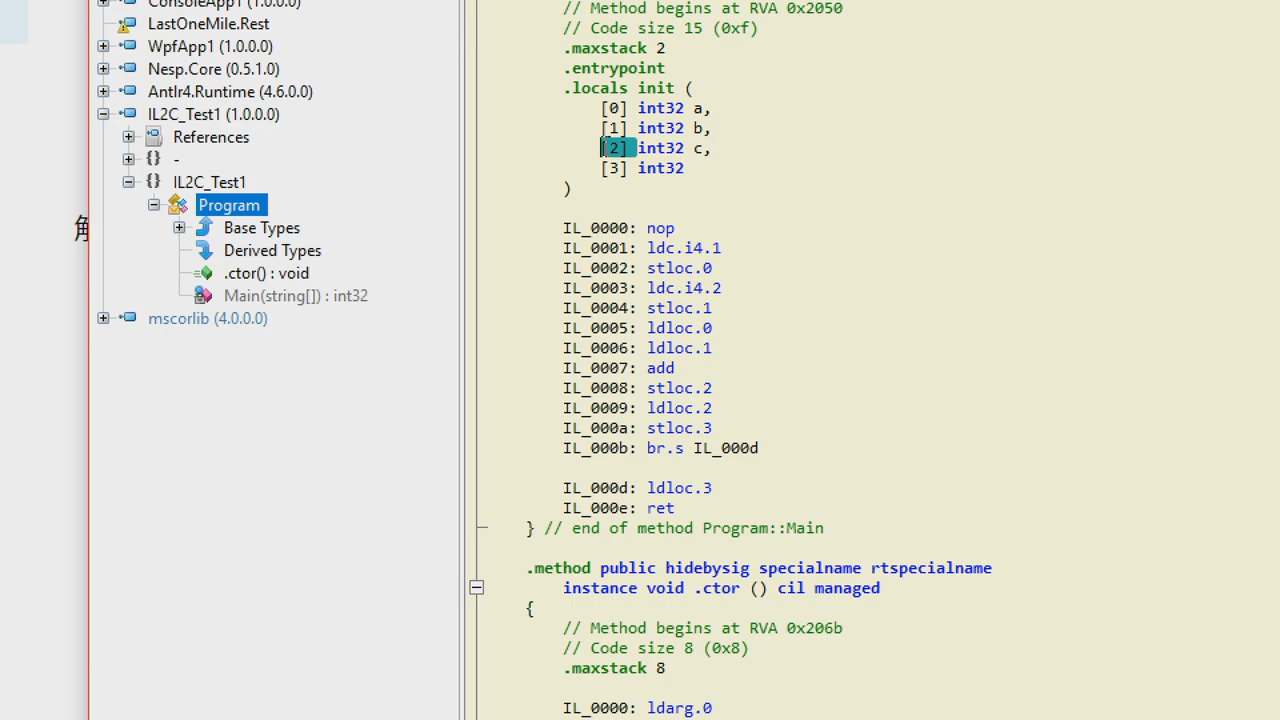 ConsoleApp1 (1.0.0.0)
LastOneMile.Rest
WpfApp1 (1.0.0.0)
Nesp.Core (0.5.1.0)
Antlr4.Runtime (4.6.0.0)
IL2C_Test1 (1.0.0.0)
References
{} -
{} IL2C_Test1
Program
Base Types
Derived Types
.ctor() : void
Main(string[]) : int32
mscorlib (4.0.0.0)
// Method begins at RVA 0x2050
// Code size 15 (0xf)
.maxstack 2
.entrypoint
.locals init (
[0] int32 a,
[1] int32 b,
[2] int32 c,
[3] int32
)
IL_0000: nop
IL_0001: ldc.i4.1
IL_0002: stloc.0
IL_0003: ldc.i4.2
IL_0004: stloc.1
IL_0005: ldloc.0
IL_0006: ldloc.1
IL_0007: add
IL_0008: stloc.2
IL_0009: ldloc.2
IL_000a: stloc.3
IL_000b: br.s IL_000d
IL_000d: ldloc.3
IL_000e: ret
} // end of method Program::Main
.method public hidebysig specialname rtspecialname
instance void .ctor () cil managed
{
// Method begins at RVA 0x206b
// Code size 8 (0x8)
.maxstack 8
IL_0000: ldarg.0